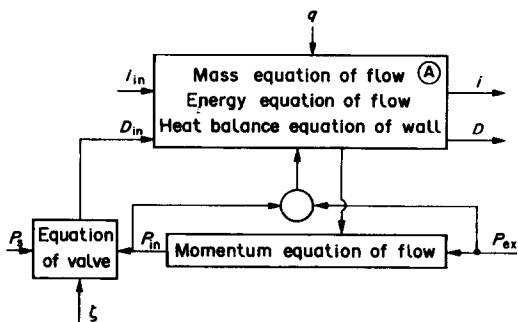 q
Mass equation of flow A
i_in
Energy equation of flow
i
D_in
Heat balance equation of wall
D
P_s
Equation of valve
P_in
Momentum equation of flow
P_ex
ζ